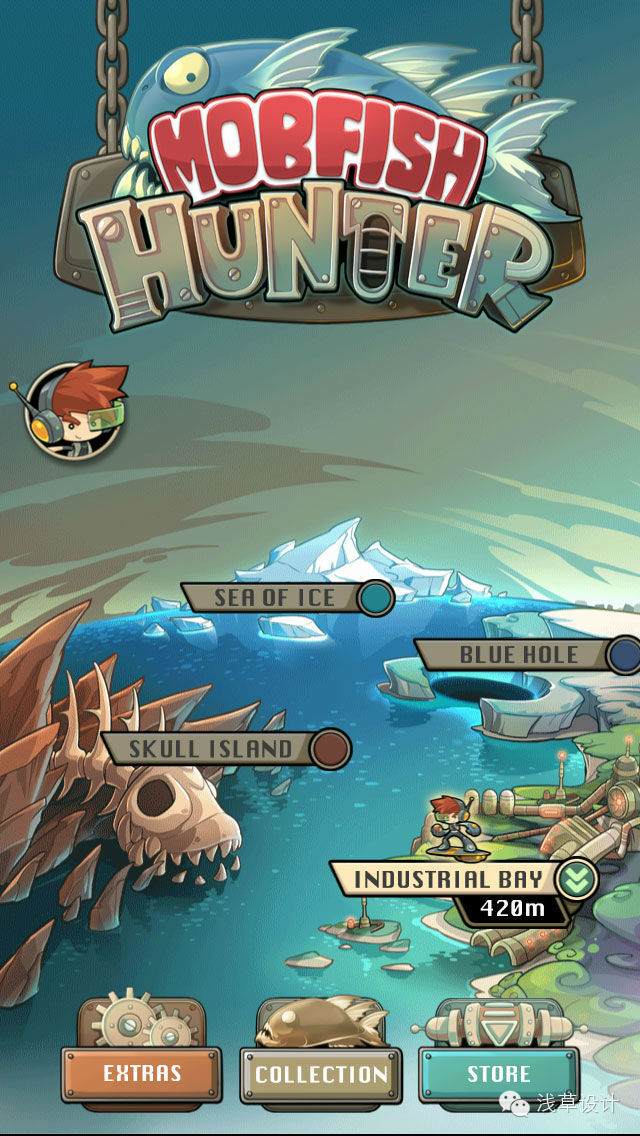 MOBFISH
HUNTER
SEA OF ICE
BLUE HOLE
SKULL ISLAND
INDUSTRIAL BAY
420m
EXTRAS
COLLECTION
STORE
浅草设计